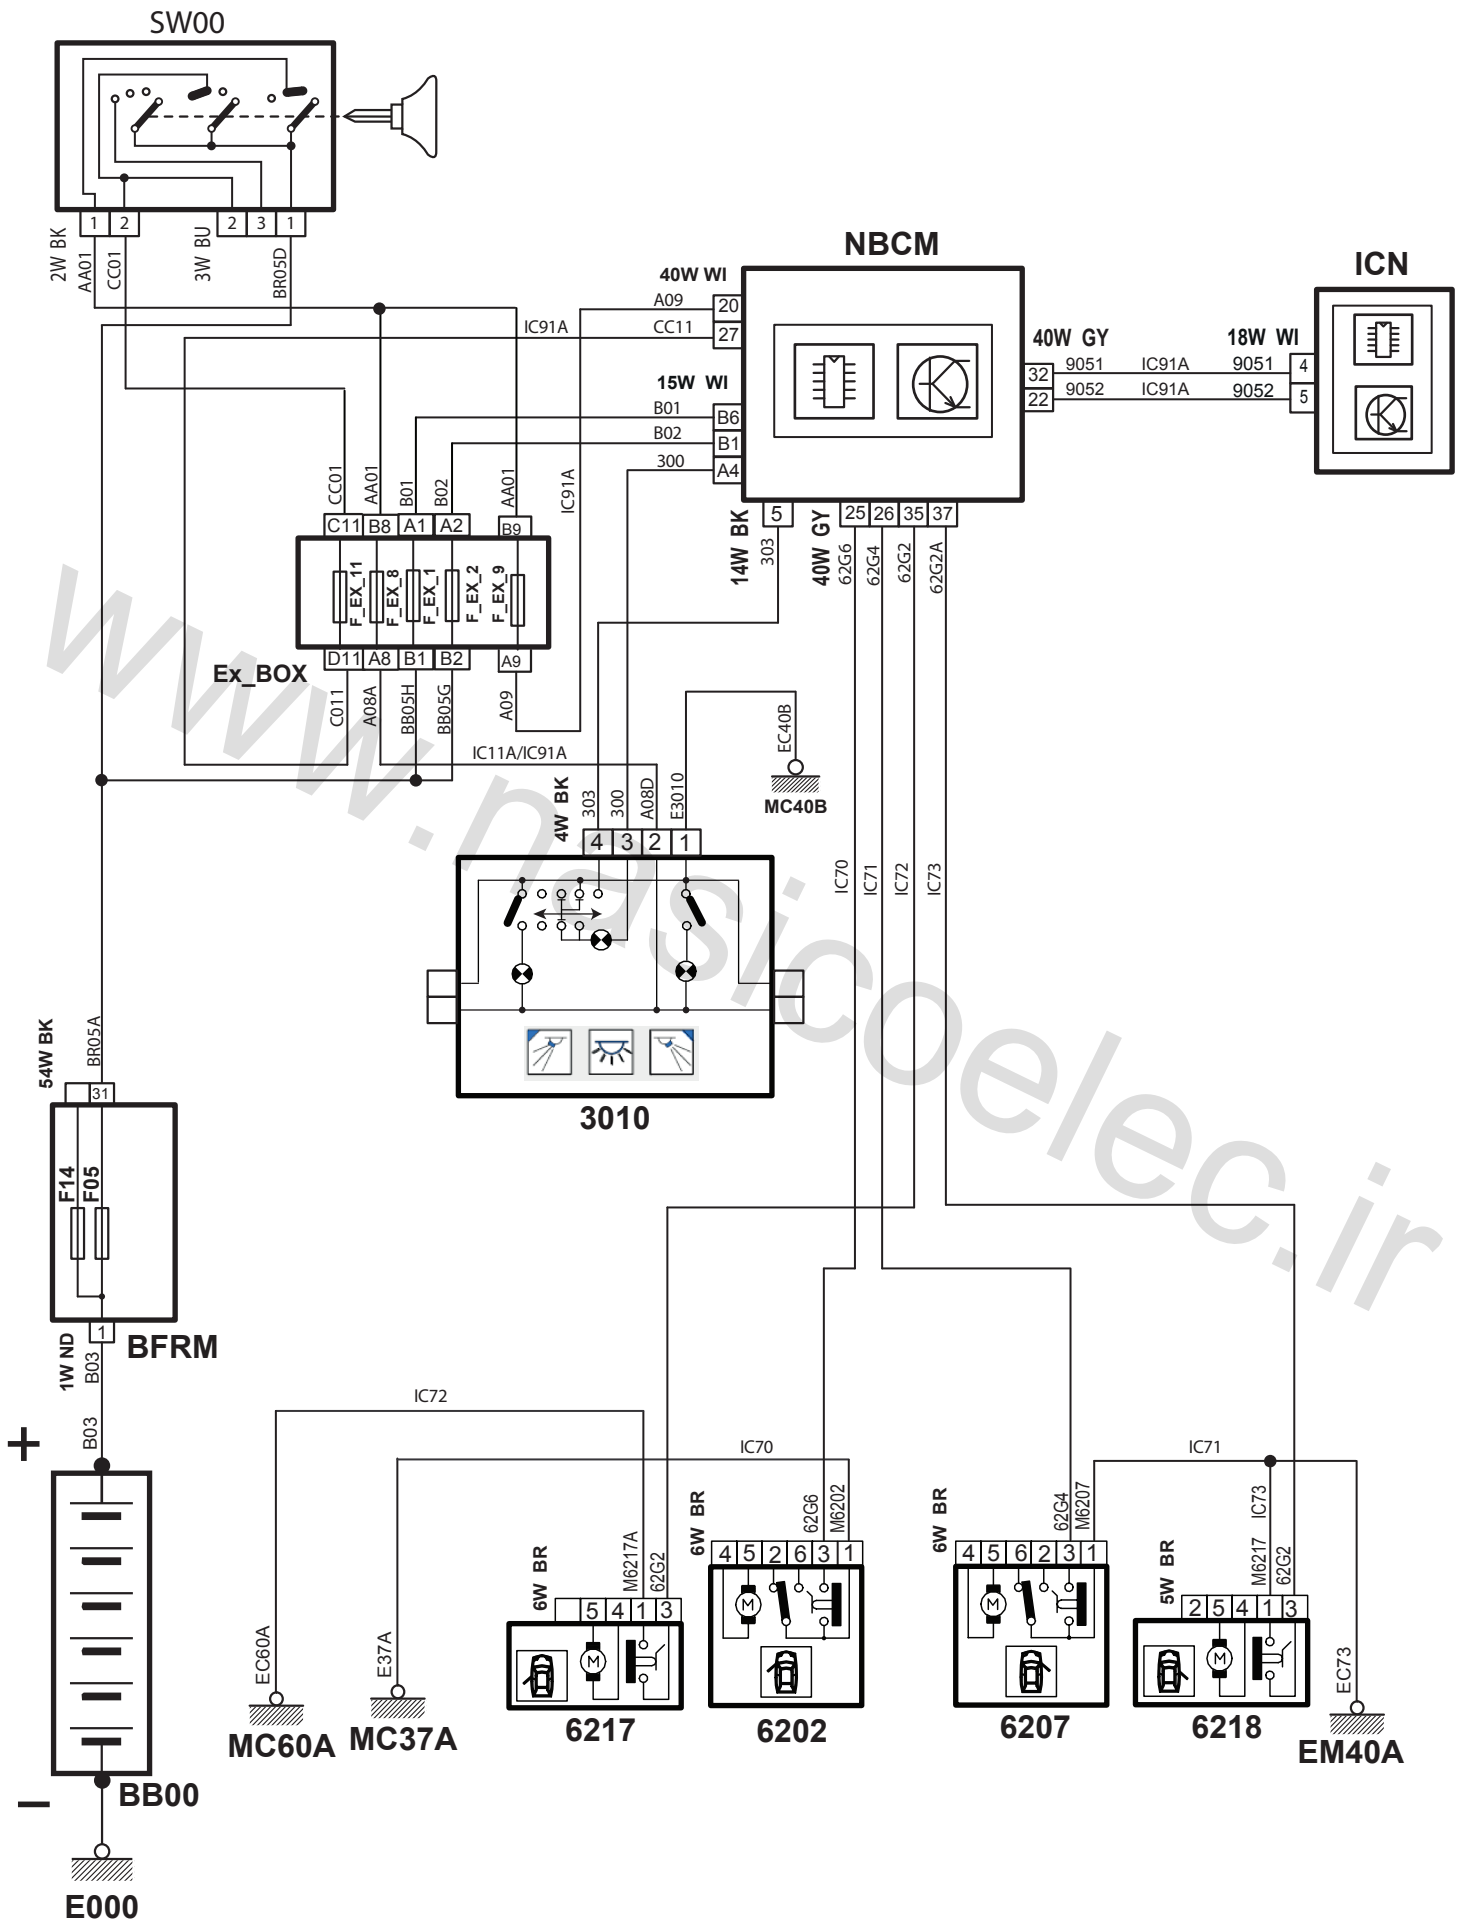 SW00
1
2
2
3
1
2W BK
AA01
CC01
3W BU
BR05D
NBCM
ICN
40W WI
A09
20
IC91A
CC11
27
40W GY
18W WI
32
9051
IC91A
9051
4
22
9052
IC91A
9052
5
15W WI
B01
B6
B02
B1
300
A4
CC01
AA01
B01
B02
AA01
IC91A
C11
B8
A1
A2
B9
14W BK
5
303
40W GY
25
26
35
37
62G6
62G4
62G2
62G2A
F_EX_11
F_EX_8
F_EX_1
F_EX_2
F_EX_9
D11
A8
B1
B2
A9
Ex_BOX
C011
A08A
BB05H
BB05G
A09
IC11A/IC91A
EC40B
MC40B
4W BK
303
300
A08D
E3010
4
3
2
1
IC70
IC71
IC72
IC73
3010
54W BK
BR05A
31
F14
F05
1
BFRM
1W ND
B03
B03
+
IC72
IC70
IC71
6W BR
M6217A
62G2
5
4
1
3
6W BR
62G6
M6202
4
5
2
6
3
1
6W BR
62G4
M6207
4
5
6
2
3
1
5W BR
IC73
M6217
62G2
2
5
4
1
3
M
M
M
M
EC60A
E37A
EC73
MC60A
MC37A
6217
6202
6207
6218
EM40A
BB00
–
E000
www.nasicoelec.ir